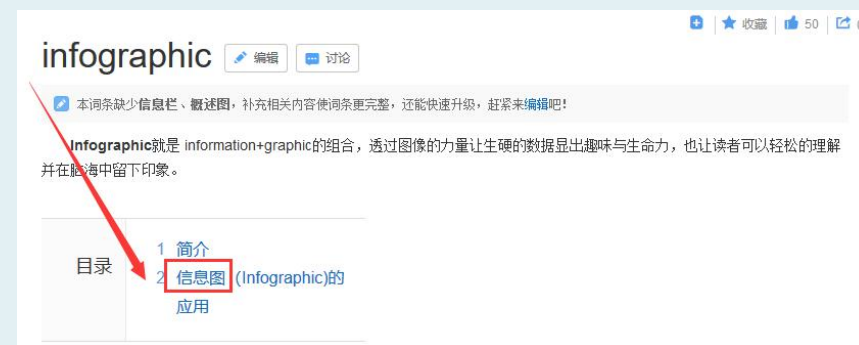 收藏 50
infographic 编辑 讨论
本词条缺少信息栏、概述图，补充相关内容使词条更完整，还能快速升级，赶紧来编辑吧！
Infographic就是 information+graphic的组合，透过图像的力量让生硬的数据显出趣味与生命力，也让读者可以轻松的理解
并在脑海中留下印象。
目录
1 简介
2 信息图 (Infographic)的
应用